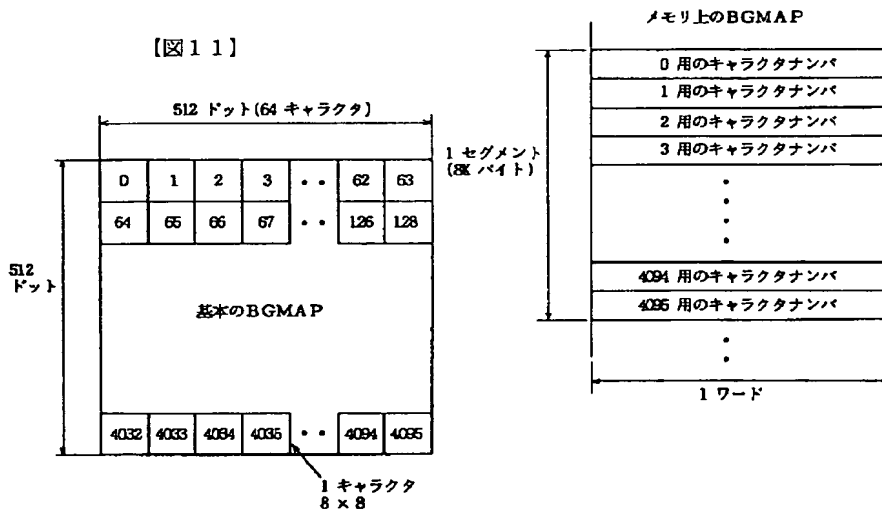 【図11】
512 ドット(64 キャラクタ)
0 1 2 3 ・・ 62 63
64 65 66 67 ・・ 126 128
512
ドット
基本のBGMAP
4032 4033 4034 4035 ・・ 4094 4095
1 キャラクタ
8×8
メモリ上のBGMAP
0 用のキャラクタナンバ
1 用のキャラクタナンバ
2 用のキャラクタナンバ
3 用のキャラクタナンバ
1 セグメント
(8K バイト)
4094 用のキャラクタナンバ
4095 用のキャラクタナンバ
1 ワード